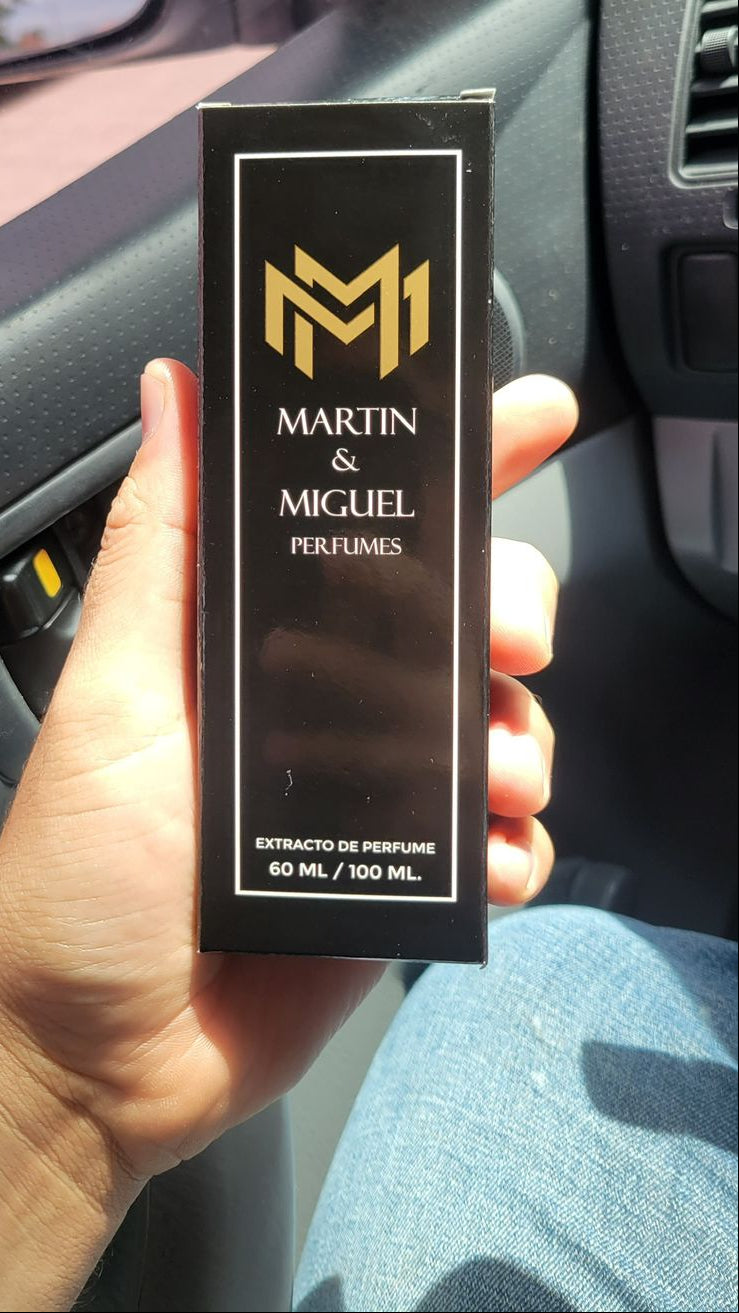 MARTIN
&
MIGUEL
PERFUMES
EXTRACTO DE PERFUME
60 ML / 100 ML.